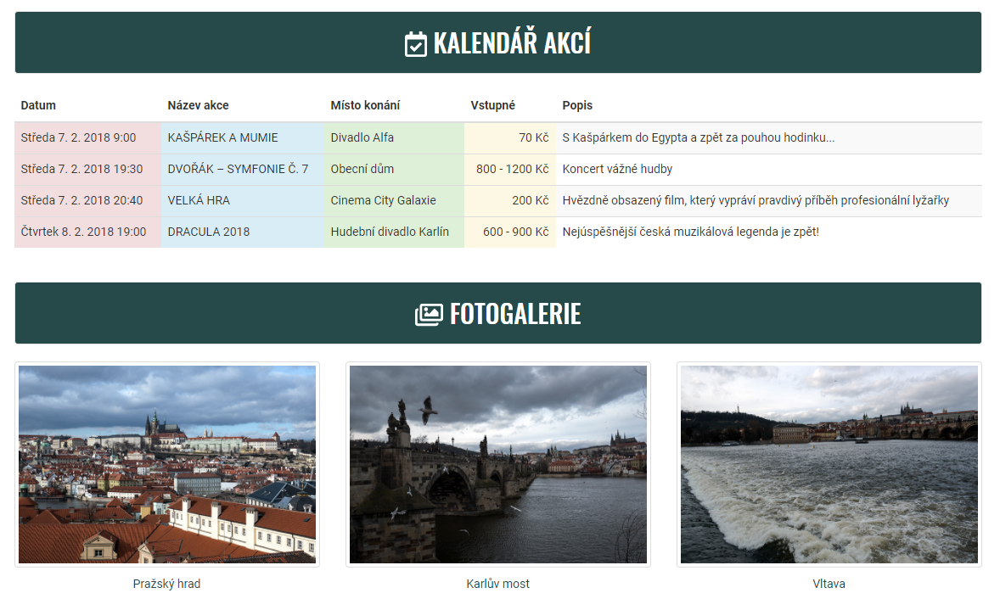 KALENDÁŘ AKCÍ
Datum Název akce Místo konání Vstupné Popis
Středa 7. 2. 2018 9:00 KAŠPÁREK A MUMIE Divadlo Alfa 70 Kč S Kašpárkem do Egypta a zpět za pouhou hodinku...
Středa 7. 2. 2018 19:30 DVOŘÁK – SYMFONIE Č. 7 Obecní dům 800 - 1200 Kč Koncert vážné hudby
Středa 7. 2. 2018 20:40 VELKÁ HRA Cinema City Galaxie 200 Kč Hvězdně obsazený film, který vypráví pravdivý příběh profesionální lyžařky
Čtvrtek 8. 2. 2018 19:00 DRACULA 2018 Hudební divadlo Karlín 600 - 900 Kč Nejúspěšnější česká muzikálová legenda je zpět!
FOTOGALERIE
Pražský hrad Karlův most Vltava